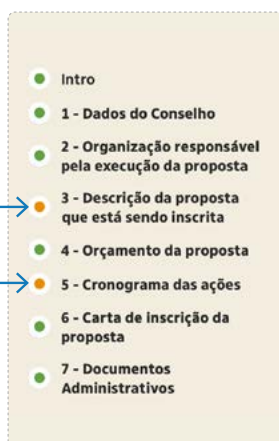 Intro
1 - Dados do Conselho
2 - Organização responsável
pela execução da proposta
3 - Descrição da proposta
que está sendo inscrita
4 - Orçamento da proposta
5 - Cronograma das ações
6 - Carta de inscrição da
proposta
7 - Documentos
Administrativos